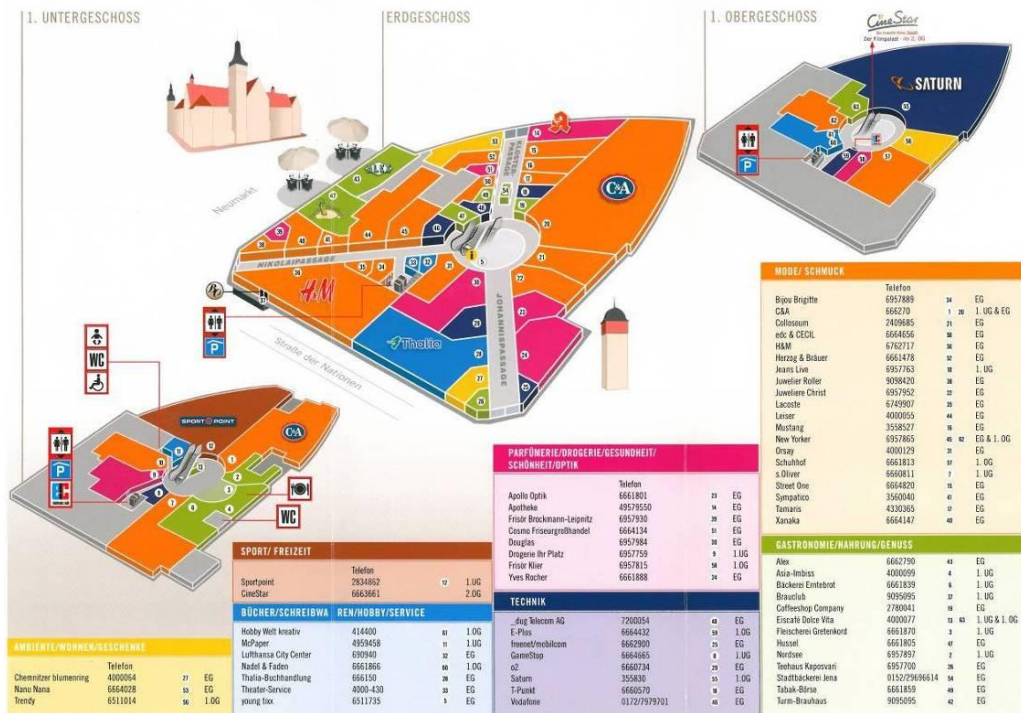 1. UNTERGESCHOSS
ERDGESCHOSS
1. OBERGESCHOSS
CineStar
Der Filmpalast - im 2. OG
SATURN
Neumarkt
KLOSTER-PASSAGE
C&A
NIKOLAIPASSAGE
H&M
JOHANNISPASSAGE
Thalia
Straße der Nationen
WC
SPORT POINT
C&A
WC
MODE/ SCHMUCK
Telefon
Bijou Brigitte 6957889 34 EG
C&A 666270 1 20 1. UG & EG
Colloseum 2409685 21 EG
edc & CECIL 6664656 50 EG
H&M 6762717 36 EG
Herzog & Bräuer 6661478 52 EG
Jeans Live 6957763 10 1. UG
Juwelier Roller 9098420 38 EG
Juweliere Christ 6957952 22 EG
Lacoste 6749907 35 EG
Leiser 4000055 44 EG
Mustang 3558527 16 EG
New Yorker 6957865 45 62 EG & 1. OG
Orsay 4000129 31 EG
Schuhhof 6661813 57 1. OG
s.Oliver 6660811 7 1. UG
Street One 6664820 15 EG
Sympatico 3560040 41 EG
Tamaris 4330365 17 EG
Xanaka 6664147 40 EG
GASTRONOMIE/NAHRUNG/GENUSS
Alex 6662790 43 EG
Asia-Imbiss 4000099 4 1. UG
Bäckerei Erntebrot 6661839 6 1. UG
Brauclub 9095095 37 1. UG
Coffeeshop Company 2780041 19 EG
Eiscafé Dolce Vita 4000077 13 63 1. UG & 1. OG
Fleischerei Gretenkord 6661870 3 1. UG
Hussel 6661805 47 EG
Nordsee 6957897 2 1. UG
Teehaus Kaposvari 6957700 26 EG
Stadtbäckerei Jena 0152/29696614 54 EG
Tabak-Börse 6661859 49 EG
Turm-Brauhaus 9095095 42 EG
PARFÜMERIE/DROGERIE/GESUNDHEIT/
SCHÖNHEIT/OPTIK
Telefon
Apollo Optik 6661801 23 EG
Apotheke 49579550 14 EG
Frisör Brockmann-Leipnitz 6957930 39 EG
Cosmo Friseurgroßhandel 6664134 51 EG
Douglas 6957984 30 EG
Drogerie Ihr Platz 6957759 9 1.UG
Frisör Klier 6957815 58 1.OG
Yves Rocher 6661888 24 EG
TECHNIK
_dug Telecom AG 7200054 48 EG
E-Plus 6664432 59 1.OG
freenet/mobilcom 6662900 25 EG
GameStop 6664665 8 1.UG
o2 6660734 29 EG
Saturn 355830 55 1.OG
T-Punkt 6660570 18 EG
Vodafone 0172/7979701 46 EG
SPORT/ FREIZEIT
Telefon
Sportpoint 2834862 12 1.UG
CineStar 6663661 2.OG
BÜCHER/SCHREIBWA REN/HOBBY/SERVICE
Hobby Welt kreativ 414400 61 1.OG
McPaper 4959458 11 1.UG
Lufthansa City Center 690940 32 EG
Nadel & Faden 6661866 60 1.OG
Thalia-Buchhandlung 666150 28 EG
Theater-Service 4000-430 33 EG
young tixx 6511735 5 EG
AMBIENTE/WOHNEN/GESCHENKE
Telefon
Chemnitzer blumenring 4000064 27 EG
Nanu Nana 6664028 53 EG
Trendy 6511014 56 1.OG